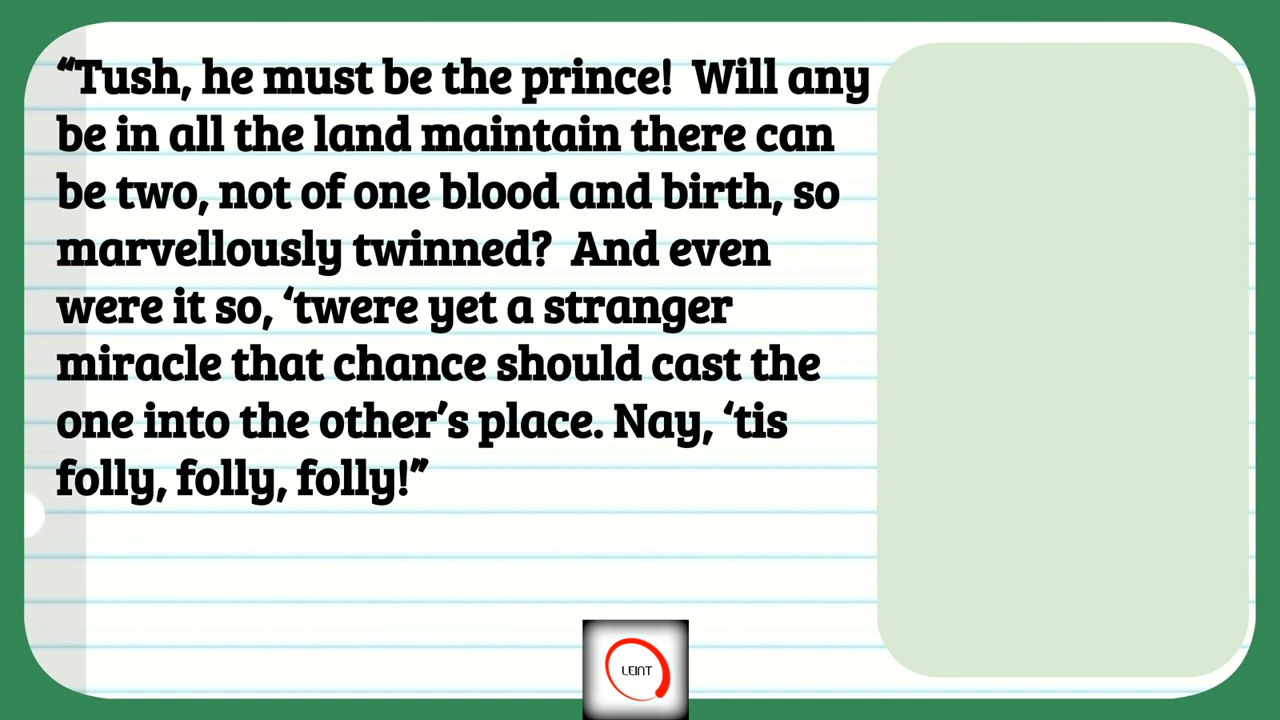 “Tush, he must be the prince!  Will any
be in all the land maintain there can
be two, not of one blood and birth, so
marvellously twinned?  And even
were it so, ‘twere yet a stranger
miracle that chance should cast the
one into the other’s place. Nay, ‘tis
folly, folly, folly!”
LEINT